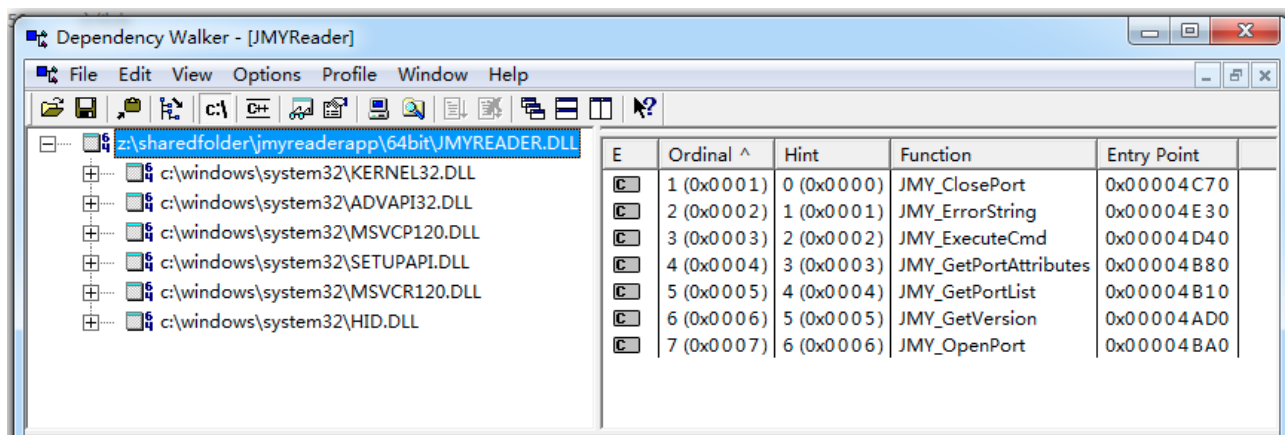 Dependency Walker - [JMYReader]
File Edit View Options Profile Window Help
c:\ C++
z:\sharedfolder\jmyreaderapp\64bit\JMYREADER.DLL
c:\windows\system32\KERNEL32.DLL
c:\windows\system32\ADVAPI32.DLL
c:\windows\system32\MSVCP120.DLL
c:\windows\system32\SETUPAPI.DLL
c:\windows\system32\MSVCR120.DLL
c:\windows\system32\HID.DLL
E Ordinal ^ Hint Function Entry Point
C 1 (0x0001) 0 (0x0000) JMY_ClosePort 0x00004C70
C 2 (0x0002) 1 (0x0001) JMY_ErrorString 0x00004E30
C 3 (0x0003) 2 (0x0002) JMY_ExecuteCmd 0x00004D40
C 4 (0x0004) 3 (0x0003) JMY_GetPortAttributes 0x00004B80
C 5 (0x0005) 4 (0x0004) JMY_GetPortList 0x00004B10
C 6 (0x0006) 5 (0x0005) JMY_GetVersion 0x00004AD0
C 7 (0x0007) 6 (0x0006) JMY_OpenPort 0x00004BA0